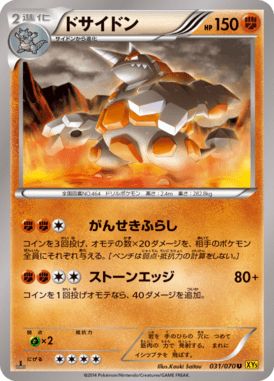 2進化
ドサイドン
HP150
サイドンから進化
全国図鑑NO.464 ドリルポケモン 高さ：2.4m 重さ：282.8kg
がんせきふらし
コインを3回投げ、オモテの数×20ダメージを、相手のポケモン
全員にそれぞれ与える。[ベンチは弱点・抵抗力の計算をしない。]
ストーンエッジ 80+
コインを1回投げオモテなら、40ダメージを追加。
弱点
×2
抵抗力
にげる
1
Illus.Kouki Saitou
031/070 U
XY5
©2014 Pokémon/Nintendo/Creatures/GAME FREAK.